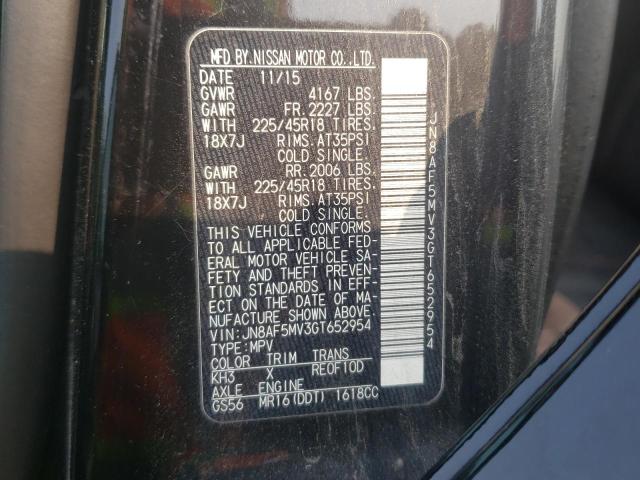 MFD.BY.NISSAN MOTOR CO.,LTD.
DATE 11/15
GVWR 4167 LBS.
GAWR FR. 2227 LBS.
WITH 225/45R18 TIRES.
18X7J RIMS.AT35PSI
COLD SINGLE.
GAWR RR. 2006 LBS.
WITH 225/45R18 TIRES.
18X7J RIMS.AT35PSI
COLD SINGLE.
THIS VEHICLE CONFORMS
TO ALL APPLICABLE FED-
ERAL MOTOR VEHICLE SA-
FETY AND THEFT PREVEN-
TION STANDARDS IN EFF-
ECT ON THE DATE OF MA-
NUFACTURE SHOWN ABOVE.
VIN:JN8AF5MV3GT652954
TYPE:MPV
COLOR TRIM TRANS
KH3 X RE0F10D
AXLE ENGINE
GS56 MR16(DDT) 1618CC
JN8AF5MV3GT652954